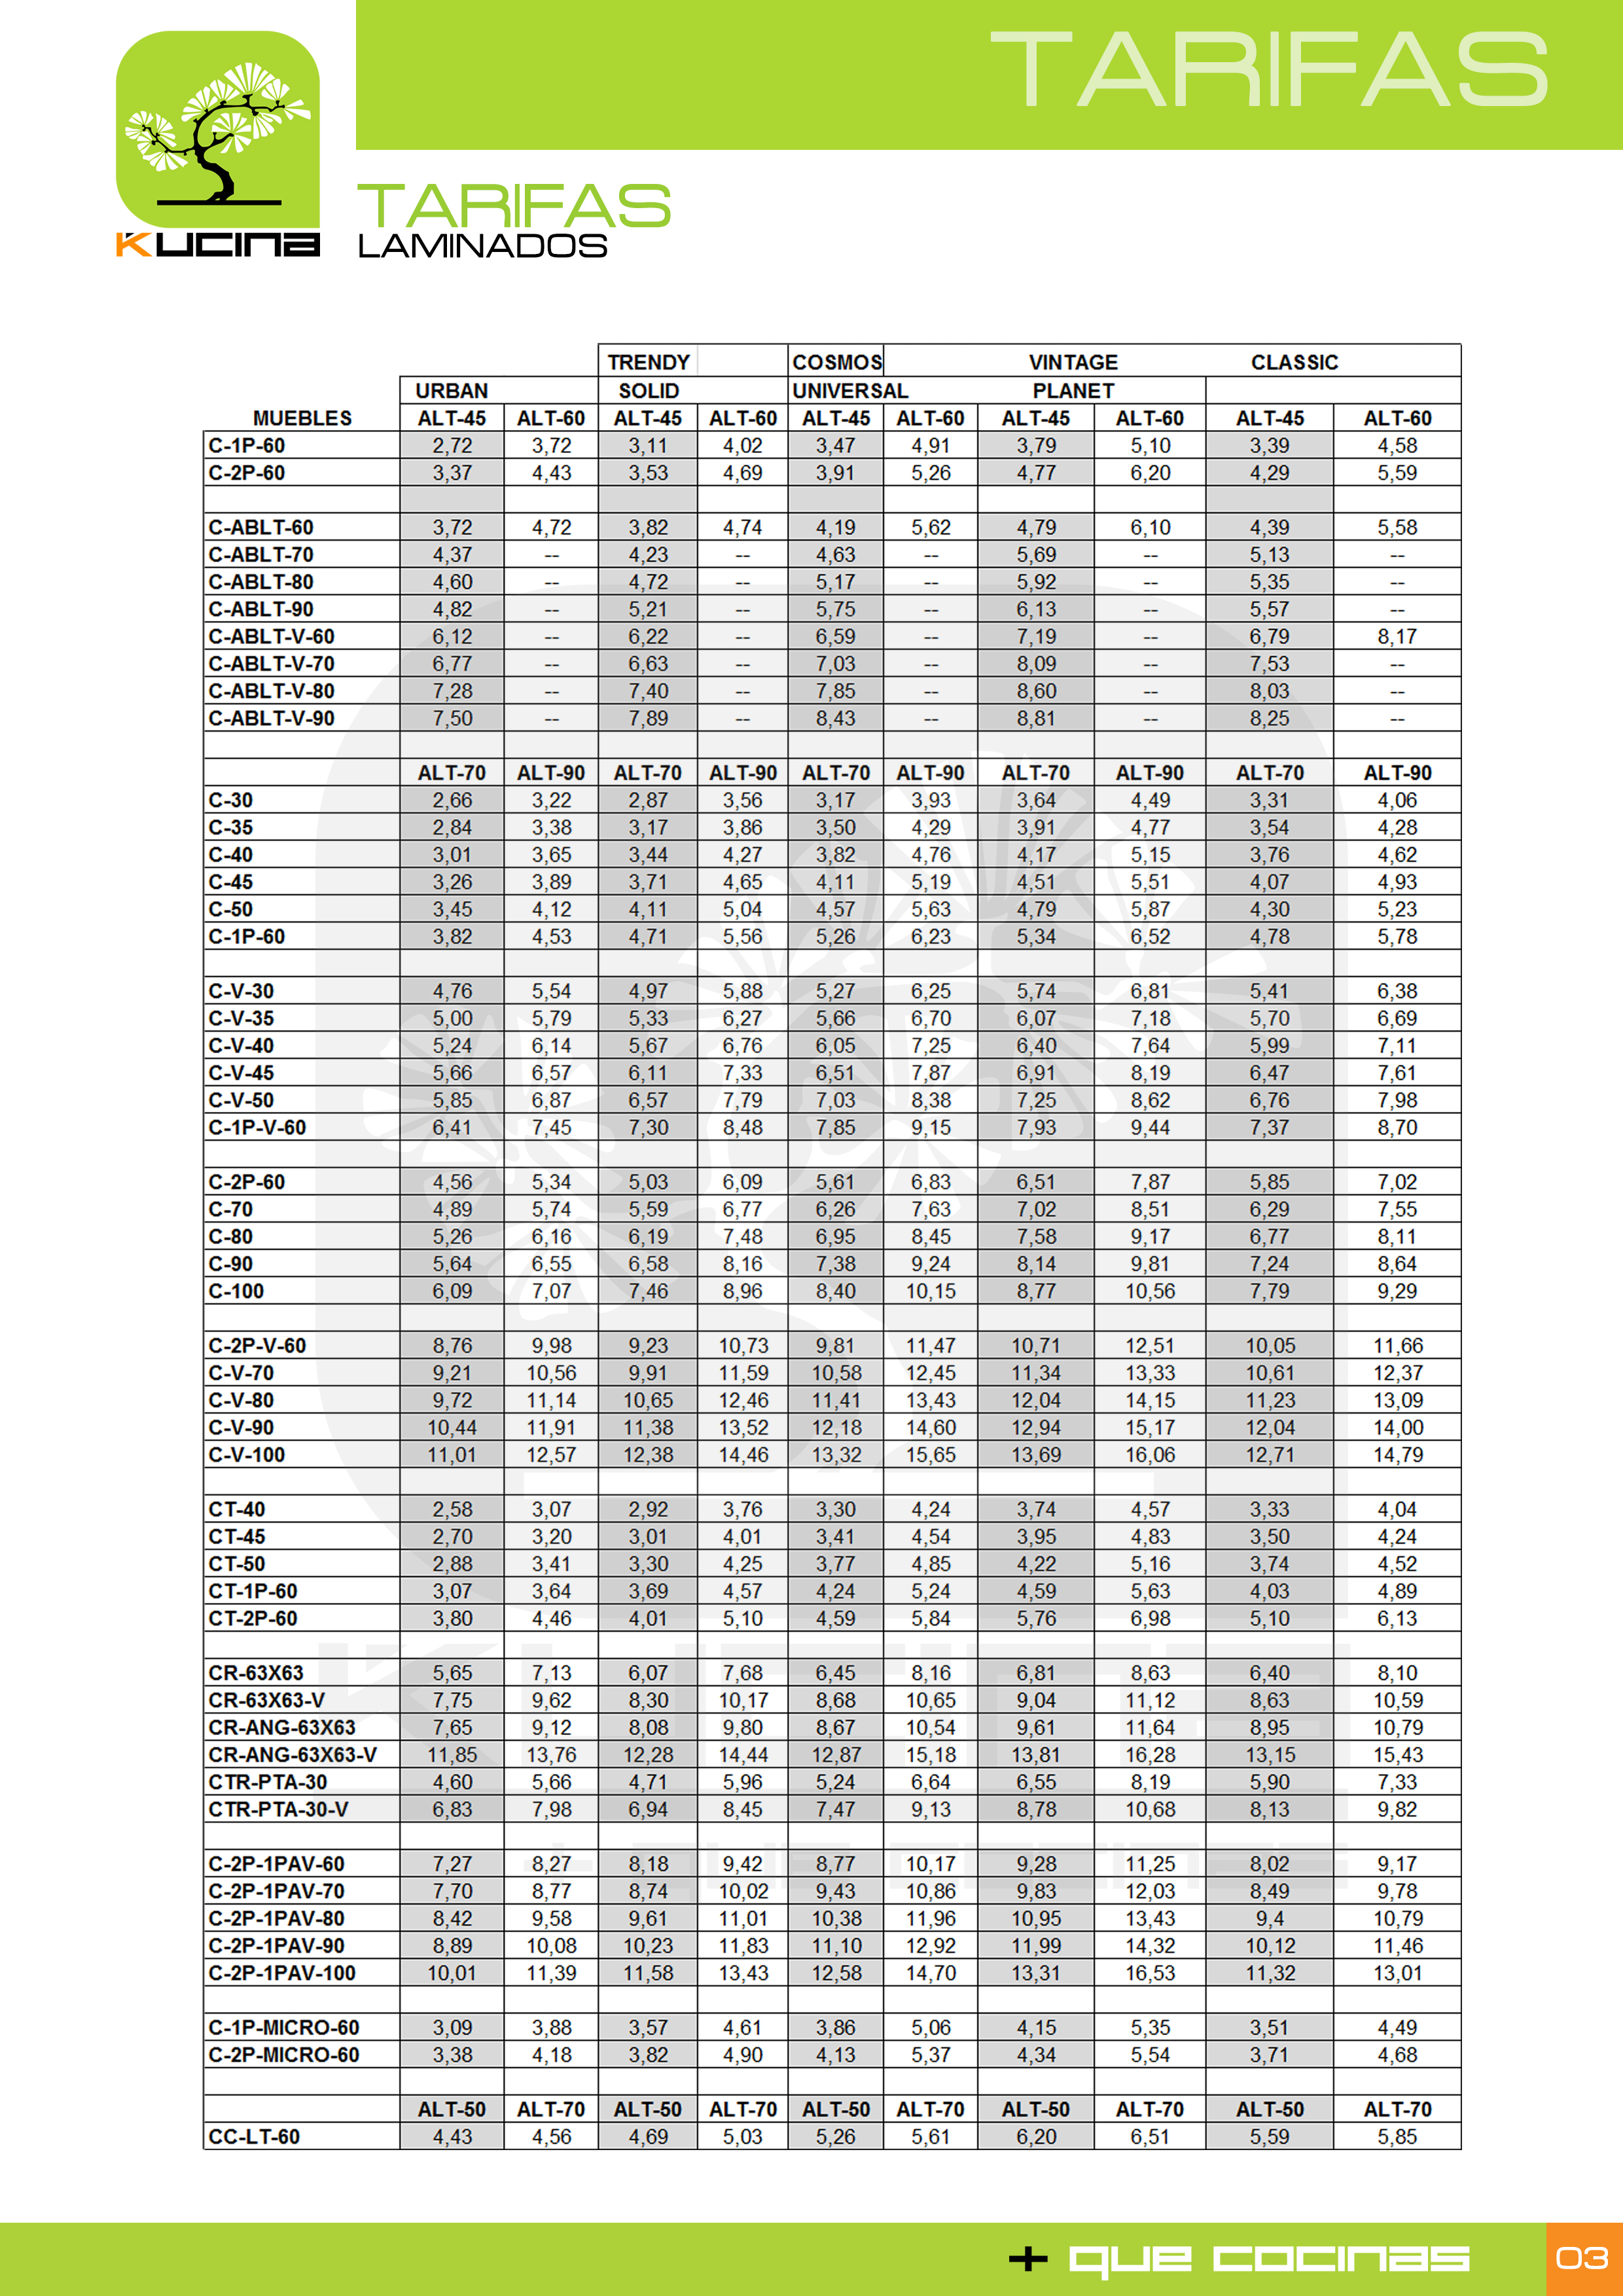 TARIFAS
KUCINA
TARIFAS
LAMINADOS
TRENDY COSMOS VINTAGE CLASSIC
URBAN SOLID UNIVERSAL PLANET
MUEBLES ALT-45 ALT-60 ALT-45 ALT-60 ALT-45 ALT-60 ALT-45 ALT-60 ALT-45 ALT-60
C-1P-60 2,72 3,72 3,11 4,02 3,47 4,91 3,79 5,10 3,39 4,58
C-2P-60 3,37 4,43 3,53 4,69 3,91 5,26 4,77 6,20 4,29 5,59
C-ABLT-60 3,72 4,72 3,82 4,74 4,19 5,62 4,79 6,10 4,39 5,58
C-ABLT-70 4,37 -- 4,23 -- 4,63 -- 5,69 -- 5,13 --
C-ABLT-80 4,60 -- 4,72 -- 5,17 -- 5,92 -- 5,35 --
C-ABLT-90 4,82 -- 5,21 -- 5,75 -- 6,13 -- 5,57 --
C-ABLT-V-60 6,12 -- 6,22 -- 6,59 -- 7,19 -- 6,79 8,17
C-ABLT-V-70 6,77 -- 6,63 -- 7,03 -- 8,09 -- 7,53 --
C-ABLT-V-80 7,28 -- 7,40 -- 7,85 -- 8,60 -- 8,03 --
C-ABLT-V-90 7,50 -- 7,89 -- 8,43 -- 8,81 -- 8,25 --
ALT-70 ALT-90 ALT-70 ALT-90 ALT-70 ALT-90 ALT-70 ALT-90 ALT-70 ALT-90
C-30 2,66 3,22 2,87 3,56 3,17 3,93 3,64 4,49 3,31 4,06
C-35 2,84 3,38 3,17 3,86 3,50 4,29 3,91 4,77 3,54 4,28
C-40 3,01 3,65 3,44 4,27 3,82 4,76 4,17 5,15 3,76 4,62
C-45 3,26 3,89 3,71 4,65 4,11 5,19 4,51 5,51 4,07 4,93
C-50 3,45 4,12 4,11 5,04 4,57 5,63 4,79 5,87 4,30 5,23
C-1P-60 3,82 4,53 4,71 5,56 5,26 6,23 5,34 6,52 4,78 5,78
C-V-30 4,76 5,54 4,97 5,88 5,27 6,25 5,74 6,81 5,41 6,38
C-V-35 5,00 5,79 5,33 6,27 5,66 6,70 6,07 7,18 5,70 6,69
C-V-40 5,24 6,14 5,67 6,76 6,05 7,25 6,40 7,64 5,99 7,11
C-V-45 5,66 6,57 6,11 7,33 6,51 7,87 6,91 8,19 6,47 7,61
C-V-50 5,85 6,87 6,57 7,79 7,03 8,38 7,25 8,62 6,76 7,98
C-1P-V-60 6,41 7,45 7,30 8,48 7,85 9,15 7,93 9,44 7,37 8,70
C-2P-60 4,56 5,34 5,03 6,09 5,61 6,83 6,51 7,87 5,85 7,02
C-70 4,89 5,74 5,59 6,77 6,26 7,63 7,02 8,51 6,29 7,55
C-80 5,26 6,16 6,19 7,48 6,95 8,45 7,58 9,17 6,77 8,11
C-90 5,64 6,55 6,58 8,16 7,38 9,24 8,14 9,81 7,24 8,64
C-100 6,09 7,07 7,46 8,96 8,40 10,15 8,77 10,56 7,79 9,29
C-2P-V-60 8,76 9,98 9,23 10,73 9,81 11,47 10,71 12,51 10,05 11,66
C-V-70 9,21 10,56 9,91 11,59 10,58 12,45 11,34 13,33 10,61 12,37
C-V-80 9,72 11,14 10,65 12,46 11,41 13,43 12,04 14,15 11,23 13,09
C-V-90 10,44 11,91 11,38 13,52 12,18 14,60 12,94 15,17 12,04 14,00
C-V-100 11,01 12,57 12,38 14,46 13,32 15,65 13,69 16,06 12,71 14,79
CT-40 2,58 3,07 2,92 3,76 3,30 4,24 3,74 4,57 3,33 4,04
CT-45 2,70 3,20 3,01 4,01 3,41 4,54 3,95 4,83 3,50 4,24
CT-50 2,88 3,41 3,30 4,25 3,77 4,85 4,22 5,16 3,74 4,52
CT-1P-60 3,07 3,64 3,69 4,57 4,24 5,24 4,59 5,63 4,03 4,89
CT-2P-60 3,80 4,46 4,01 5,10 4,59 5,84 5,76 6,98 5,10 6,13
CR-63X63 5,65 7,13 6,07 7,68 6,45 8,16 6,81 8,63 6,40 8,10
CR-63X63-V 7,75 9,62 8,30 10,17 8,68 10,65 9,04 11,12 8,63 10,59
CR-ANG-63X63 7,65 9,12 8,08 9,80 8,67 10,54 9,61 11,64 8,95 10,79
CR-ANG-63X63-V 11,85 13,76 12,28 14,44 12,87 15,18 13,81 16,28 13,15 15,43
CTR-PTA-30 4,60 5,66 4,71 5,96 5,24 6,64 6,55 8,19 5,90 7,33
CTR-PTA-30-V 6,83 7,98 6,94 8,45 7,47 9,13 8,78 10,68 8,13 9,82
C-2P-1PAV-60 7,27 8,27 8,18 9,42 8,77 10,17 9,28 11,25 8,02 9,17
C-2P-1PAV-70 7,70 8,77 8,74 10,02 9,43 10,86 9,83 12,03 8,49 9,78
C-2P-1PAV-80 8,42 9,58 9,61 11,01 10,38 11,96 10,95 13,43 9,4 10,79
C-2P-1PAV-90 8,89 10,08 10,23 11,83 11,10 12,92 11,99 14,32 10,12 11,46
C-2P-1PAV-100 10,01 11,39 11,58 13,43 12,58 14,70 13,31 16,53 11,32 13,01
C-1P-MICRO-60 3,09 3,88 3,57 4,61 3,86 5,06 4,15 5,35 3,51 4,49
C-2P-MICRO-60 3,38 4,18 3,82 4,90 4,13 5,37 4,34 5,54 3,71 4,68
ALT-50 ALT-70 ALT-50 ALT-70 ALT-50 ALT-70 ALT-50 ALT-70 ALT-50 ALT-70
CC-LT-60 4,43 4,56 4,69 5,03 5,26 5,61 6,20 6,51 5,59 5,85
+ que cocinas 03